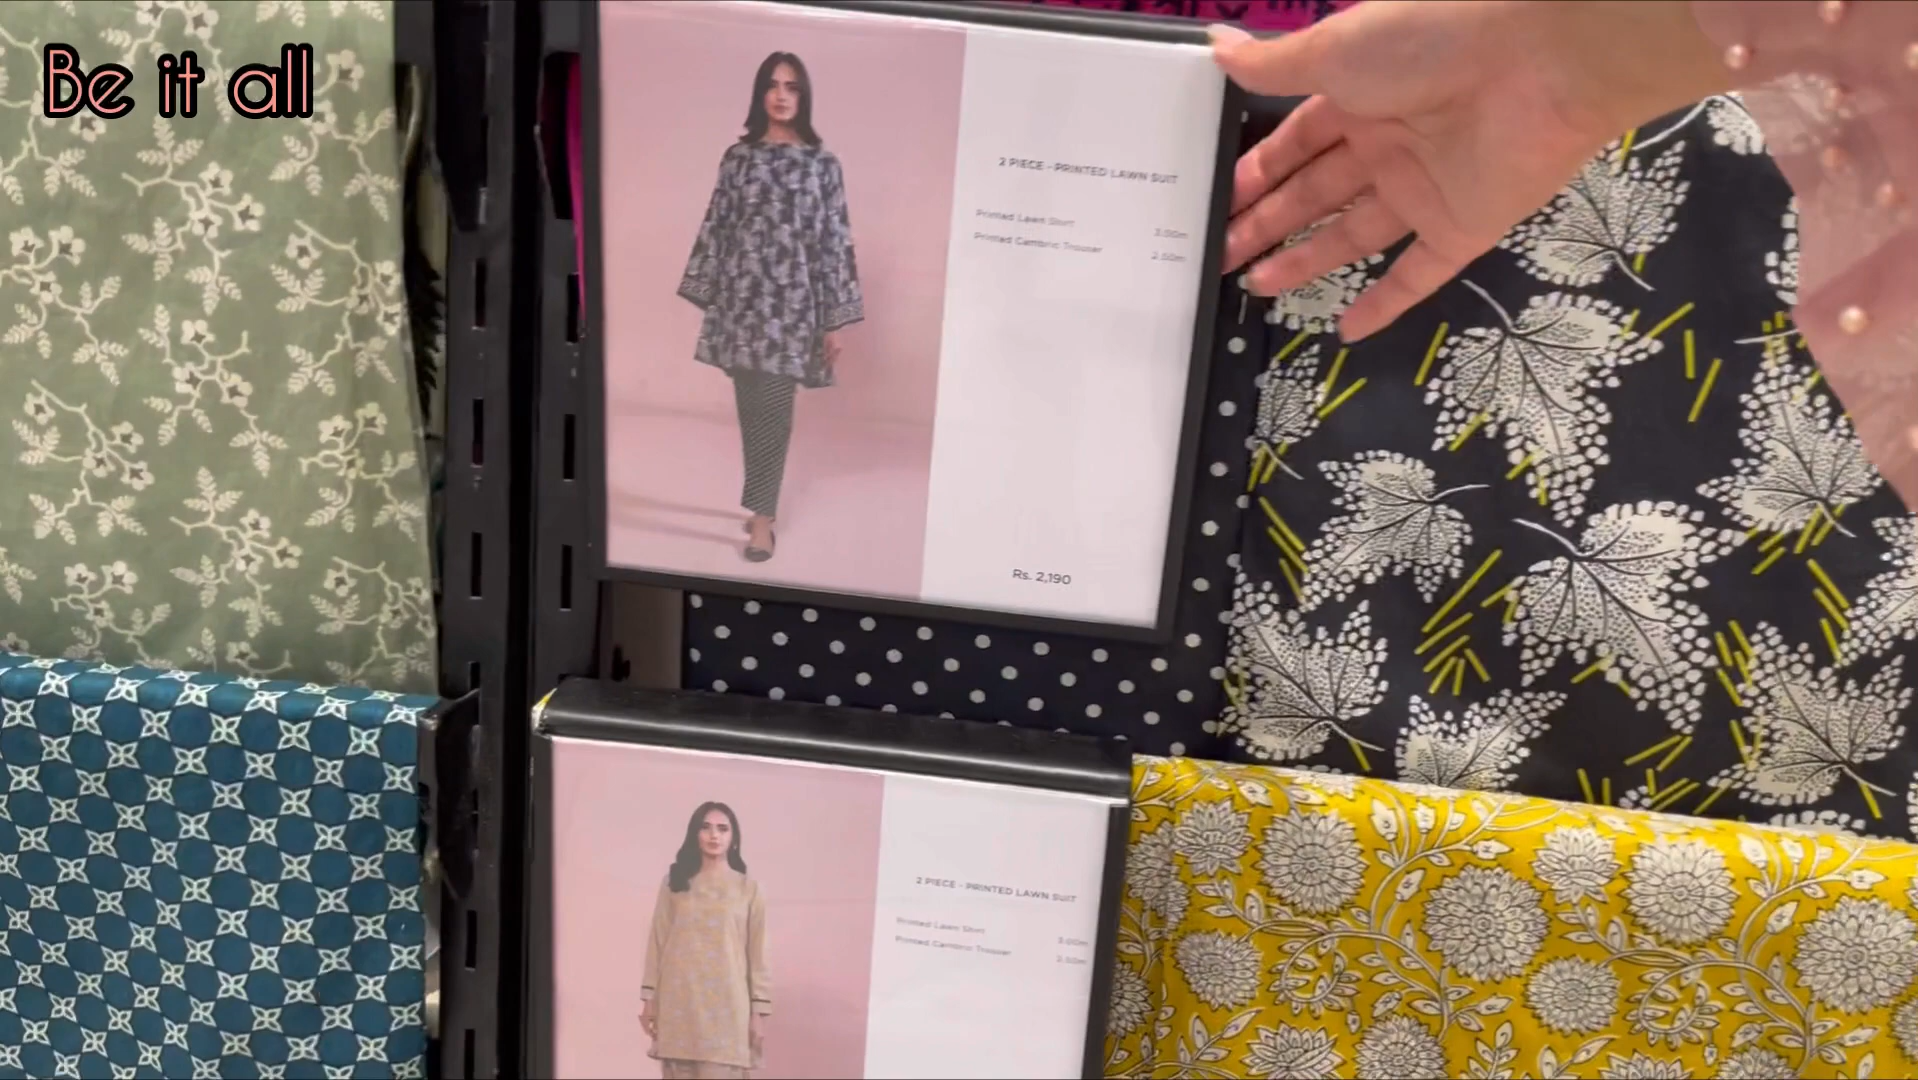 Be it all
2 PIECE - PRINTED LAWN SUIT
Printed Lawn Shirt 3.00m
Printed Cambric Trouser 2.50m
Rs. 2,190
2 PIECE - PRINTED LAWN SUIT
Printed Lawn Shirt 3.00m
Printed Cambric Trouser 2.50m